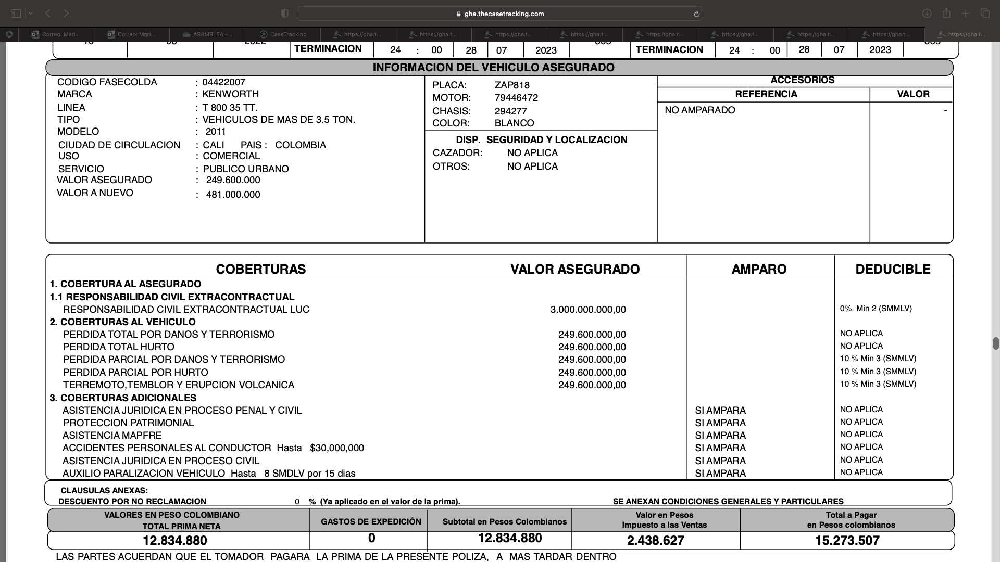 gha.thecasetracking.com
Correo: Mari... Correo: Mari... ASAMBLEA -... CaseTracking https://gha.t... https://gha.t... https://gha.t... https://gha.t... https://gha.t... https://gha.t... https://gha.t... https://gha.t... https://gha.t...
TERMINACION 24 : 00 28 07 2023 TERMINACION 24 : 00 28 07 2023
INFORMACION DEL VEHICULO ASEGURADO
CODIGO FASECOLDA : 04422007
MARCA : KENWORTH
LINEA : T 800 35 TT.
TIPO : VEHICULOS DE MAS DE 3.5 TON.
MODELO : 2011
CIUDAD DE CIRCULACION : CALI PAIS : COLOMBIA
USO : COMERCIAL
SERVICIO : PUBLICO URBANO
VALOR ASEGURADO : 249.600.000
VALOR A NUEVO : 481.000.000
PLACA: ZAP818
MOTOR: 79446472
CHASIS: 294277
COLOR: BLANCO
DISP. SEGURIDAD Y LOCALIZACION
CAZADOR: NO APLICA
OTROS: NO APLICA
ACCESORIOS
REFERENCIA VALOR
NO AMPARADO -
COBERTURAS VALOR ASEGURADO AMPARO DEDUCIBLE
1. COBERTURA AL ASEGURADO
1.1 RESPONSABILIDAD CIVIL EXTRACONTRACTUAL
RESPONSABILIDAD CIVIL EXTRACONTRACTUAL LUC 3.000.000.000,00 0% Min 2 (SMMLV)
2. COBERTURAS AL VEHICULO
PERDIDA TOTAL POR DANOS Y TERRORISMO 249.600.000,00 NO APLICA
PERDIDA TOTAL HURTO 249.600.000,00 NO APLICA
PERDIDA PARCIAL POR DANOS Y TERRORISMO 249.600.000,00 10 % Min 3 (SMMLV)
PERDIDA PARCIAL POR HURTO 249.600.000,00 10 % Min 3 (SMMLV)
TERREMOTO,TEMBLOR Y ERUPCION VOLCANICA 249.600.000,00 10 % Min 3 (SMMLV)
3. COBERTURAS ADICIONALES
ASISTENCIA JURIDICA EN PROCESO PENAL Y CIVIL SI AMPARA NO APLICA
PROTECCION PATRIMONIAL SI AMPARA NO APLICA
ASISTENCIA MAPFRE SI AMPARA NO APLICA
ACCIDENTES PERSONALES AL CONDUCTOR Hasta $30,000,000 SI AMPARA NO APLICA
ASISTENCIA JURIDICA EN PROCESO CIVIL SI AMPARA NO APLICA
AUXILIO PARALIZACION VEHICULO Hasta 8 SMDLV por 15 dias SI AMPARA NO APLICA
CLAUSULAS ANEXAS:
DESCUENTO POR NO RECLAMACION 0 % (Ya aplicado en el valor de la prima). SE ANEXAN CONDICIONES GENERALES Y PARTICULARES
VALORES EN PESO COLOMBIANO
TOTAL PRIMA NETA
GASTOS DE EXPEDICIÓN
Subtotal en Pesos Colombianos
Valor en Pesos
Impuesto a las Ventas
Total a Pagar
en Pesos colombianos
12.834.880 0 12.834.880 2.438.627 15.273.507
LAS PARTES ACUERDAN QUE EL TOMADOR PAGARA LA PRIMA DE LA PRESENTE POLIZA, A MAS TARDAR DENTRO